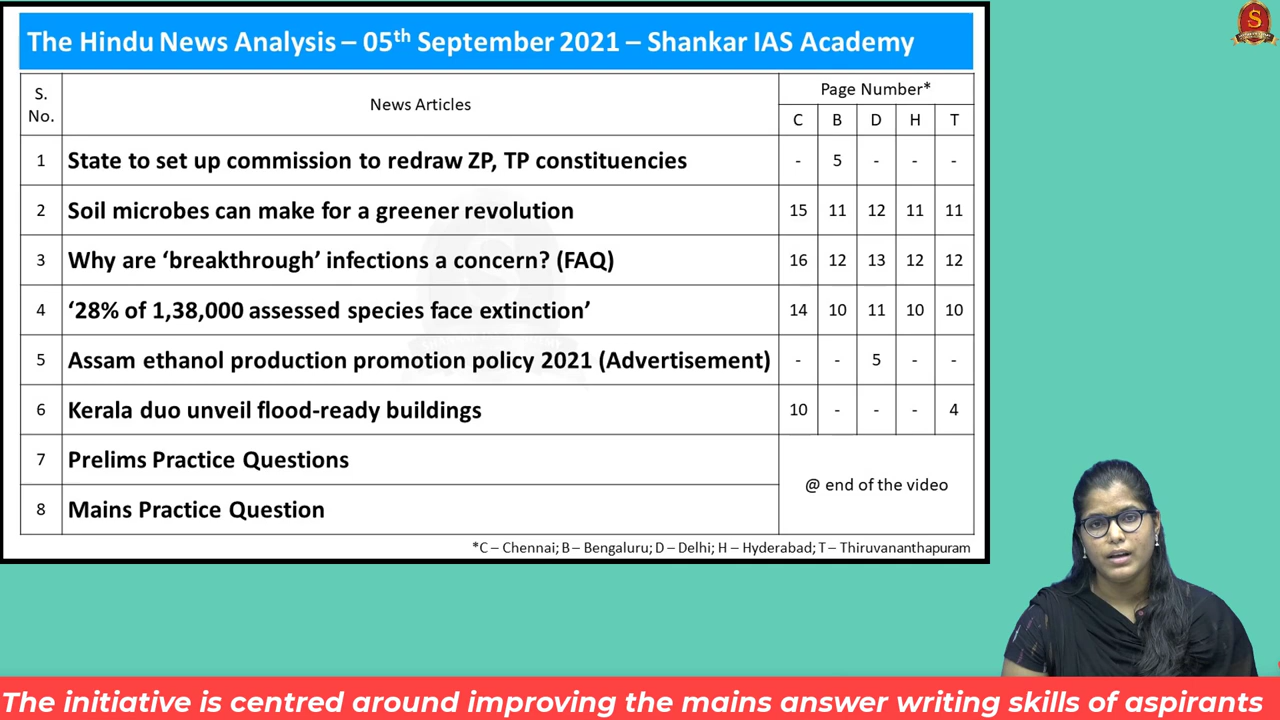 The Hindu News Analysis – 05th September 2021 – Shankar IAS Academy
S. No. News Articles Page Number*
C B D H T
1 State to set up commission to redraw ZP, TP constituencies - 5 - - -
2 Soil microbes can make for a greener revolution 15 11 12 11 11
3 Why are ‘breakthrough’ infections a concern? (FAQ) 16 12 13 12 12
4 ‘28% of 1,38,000 assessed species face extinction’ 14 10 11 10 10
5 Assam ethanol production promotion policy 2021 (Advertisement) - - 5 - -
6 Kerala duo unveil flood-ready buildings 10 - - - 4
7 Prelims Practice Questions
@ end of the video
8 Mains Practice Question
*C – Chennai; B – Bengaluru; D – Delhi; H – Hyderabad; T – Thiruvananthapuram
The initiative is centred around improving the mains answer writing skills of aspirants